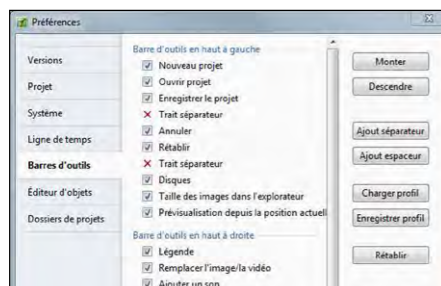 Préférences
Versions
Projet
Système
Ligne de temps
Barres d'outils
Éditeur d'objets
Dossiers de projets
Barre d'outils en haut à gauche
Nouveau projet
Ouvrir projet
Enregistrer le projet
Trait séparateur
Annuler
Rétablir
Trait séparateur
Disques
Taille des images dans l'explorateur
Prévisualisation depuis la position actuell
Barre d'outils en haut à droite
Légende
Remplacer l'image/la vidéo
Ajouter un son
Monter
Descendre
Ajout séparateur
Ajout espaceur
Charger profil
Enregistrer profil
Rétablir